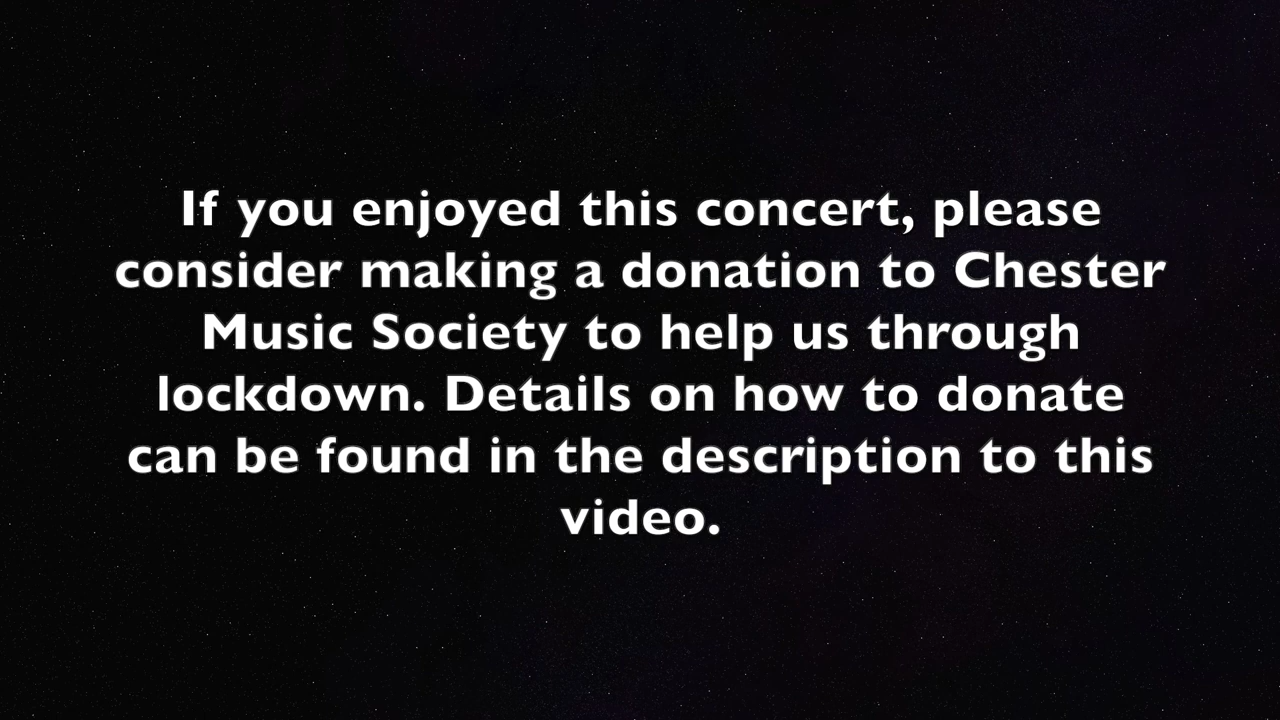 If you enjoyed this concert, please
consider making a donation to Chester
Music Society to help us through
lockdown. Details on how to donate
can be found in the description to this
video.